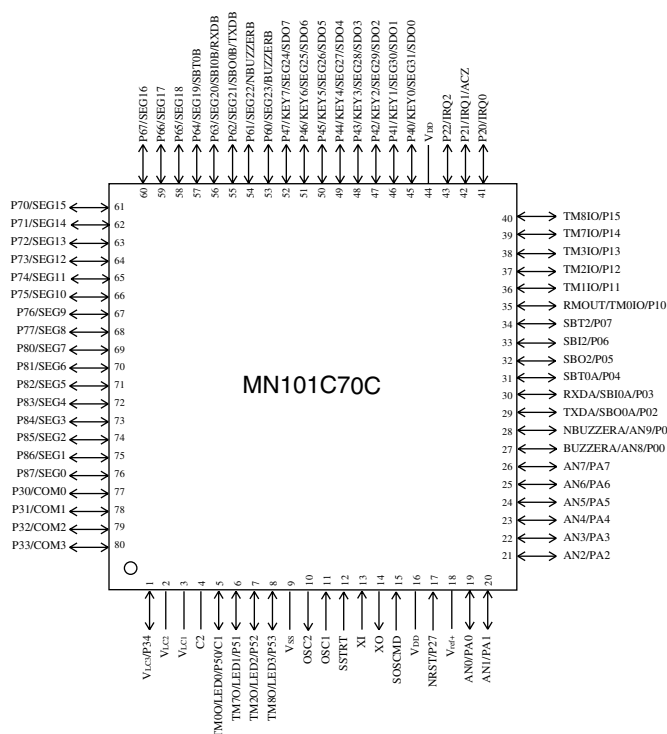 P67/SEG16
P66/SEG17
P65/SEG18
P64/SEG19/SBT0B
P63/SEG20/SBI0B/RXDB
P62/SEG21/SBO0B/TXDB
P61/SEG22/NBUZZERB
P60/SEG23/BUZZERB
P47/KEY7/SEG24/SDO7
P46/KEY6/SEG25/SDO6
P45/KEY5/SEG26/SDO5
P44/KEY4/SEG27/SDO4
P43/KEY3/SEG28/SDO3
P42/KEY2/SEG29/SDO2
P41/KEY1/SEG30/SDO1
P40/KEY0/SEG31/SDO0
VDD
P22/IRQ2
P21/IRQ1/ACZ
P20/IRQ0
60 59 58 57 56 55 54 53 52 51 50 49 48 47 46 45 44 43 42 41
P70/SEG15 61
P71/SEG14 62
P72/SEG13 63
P73/SEG12 64
P74/SEG11 65
P75/SEG10 66
P76/SEG9 67
P77/SEG8 68
P80/SEG7 69
P81/SEG6 70
P82/SEG5 71
P83/SEG4 72
P84/SEG3 73
P85/SEG2 74
P86/SEG1 75
P87/SEG0 76
P30/COM0 77
P31/COM1 78
P32/COM2 79
P33/COM3 80
MN101C70C
40 TM8IO/P15
39 TM7IO/P14
38 TM3IO/P13
37 TM2IO/P12
36 TM1IO/P11
35 RMOUT/TM0IO/P10
34 SBT2/P07
33 SBI2/P06
32 SBO2/P05
31 SBT0A/P04
30 RXDA/SBI0A/P03
29 TXDA/SBO0A/P02
28 NBUZZERA/AN9/P0
27 BUZZERA/AN8/P00
26 AN7/PA7
25 AN6/PA6
24 AN5/PA5
23 AN4/PA4
22 AN3/PA3
21 AN2/PA2
1 2 3 4 5 6 7 8 9 10 11 12 13 14 15 16 17 18 19 20
VLC3/P34
VLC2
VLC1
C2
TM0O/LED0/P50/C1
TM7O/LED1/P51
TM2O/LED2/P52
TM8O/LED3/P53
VSS
OSC2
OSC1
SSTRT
XI
XO
SOSCMD
VDD
NRST/P27
Vref+
AN0/PA0
AN1/PA1